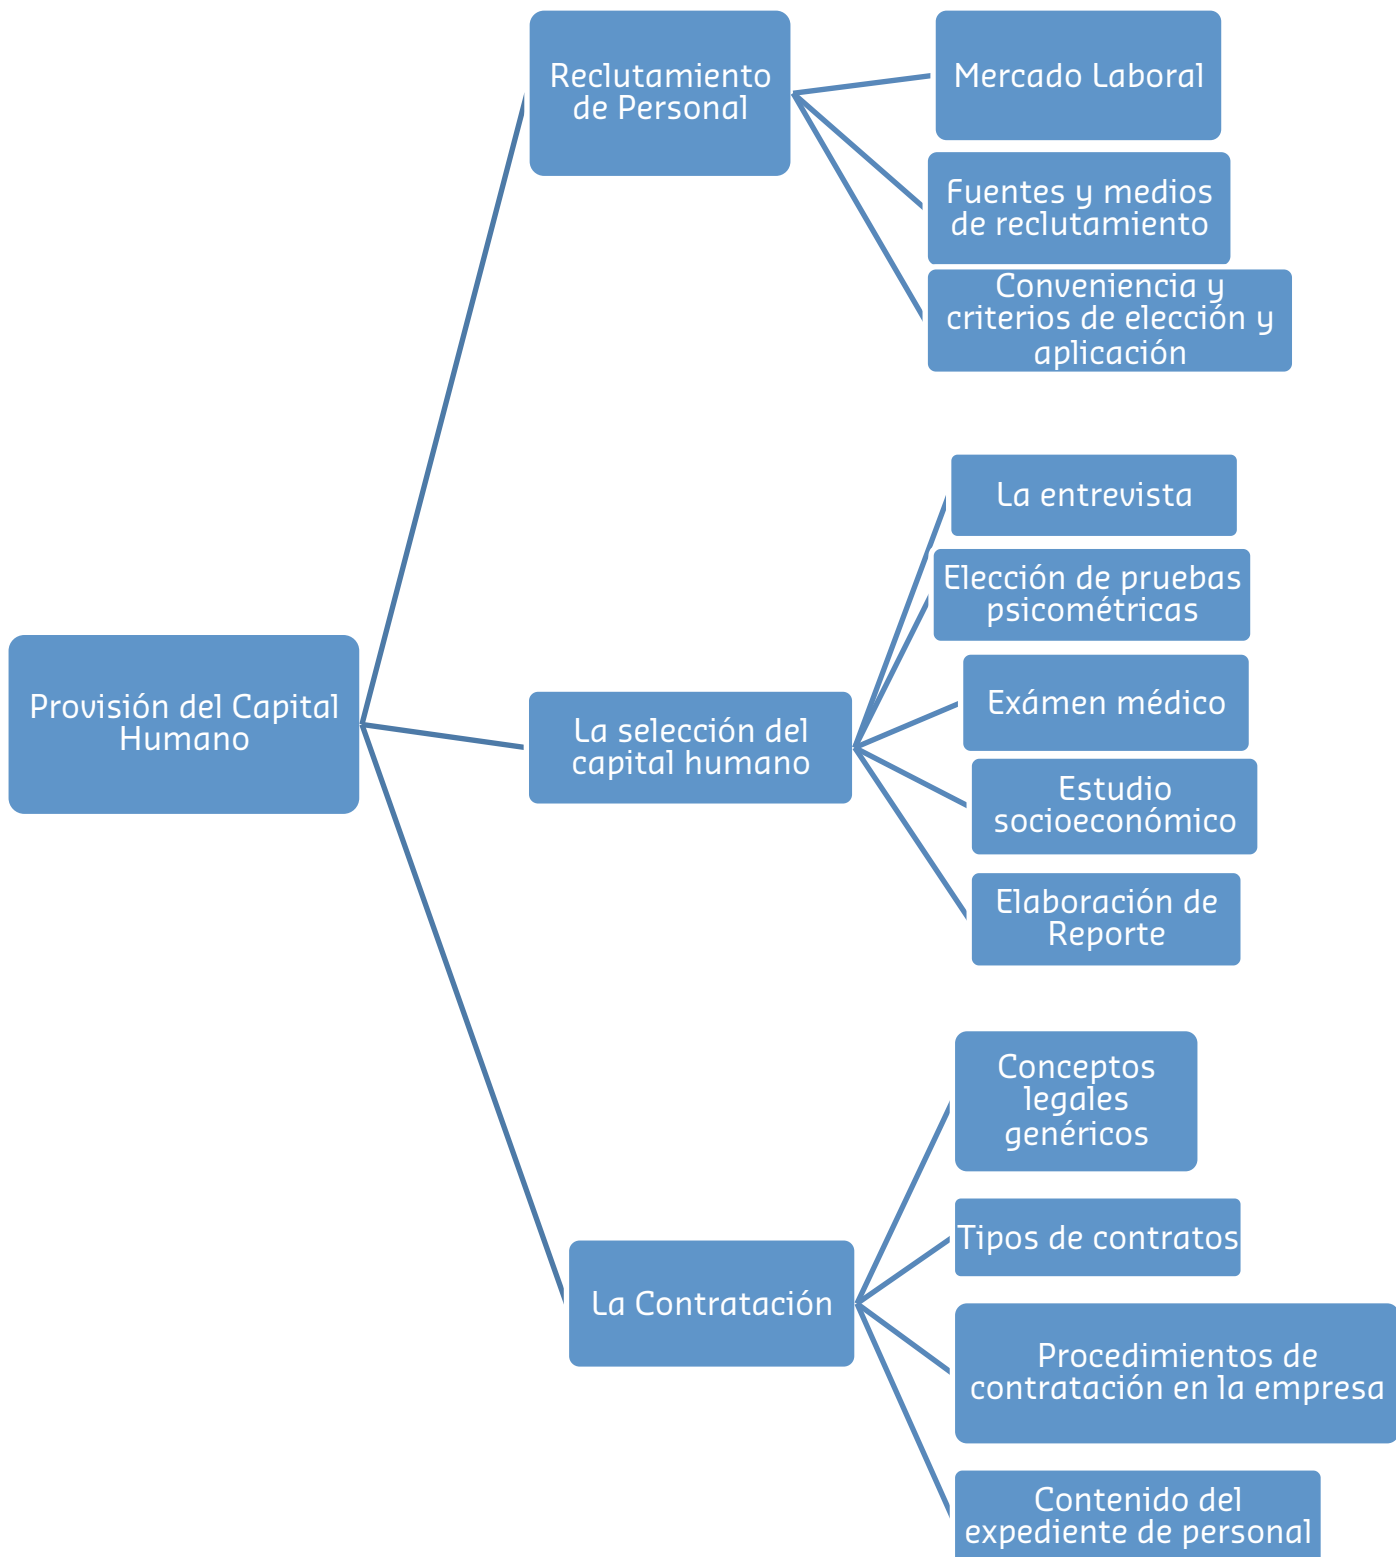 Reclutamiento
de Personal
Mercado Laboral
Fuentes y medios
de reclutamiento
Conveniencia y
criterios de elección y
aplicación
Provisión del Capital
Humano
La selección del
capital humano
La entrevista
Elección de pruebas
psicométricas
Exámen médico
Estudio
socioeconómico
Elaboración de
Reporte
La Contratación
Conceptos
legales
genéricos
Tipos de contratos
Procedimientos de
contratación en la empresa
Contenido del
expediente de personal